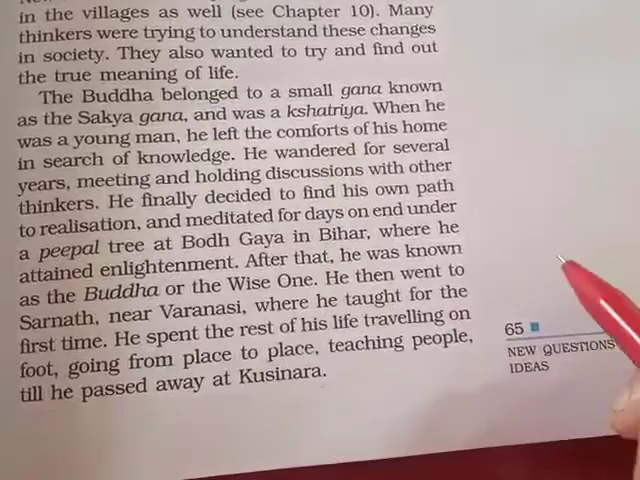 in the villages as well (see Chapter 10). Many
thinkers were trying to understand these changes
in society. They also wanted to try and find out
the true meaning of life.
The Buddha belonged to a small gana known
as the Sakya gana, and was a kshatriya. When he
was a young man, he left the comforts of his home
in search of knowledge. He wandered for several
years, meeting and holding discussions with other
thinkers. He finally decided to find his own path
to realisation, and meditated for days on end under
a peepal tree at Bodh Gaya in Bihar, where he
attained enlightenment. After that, he was known
as the Buddha or the Wise One. He then went to
Sarnath, near Varanasi, where he taught for the
first time. He spent the rest of his life travelling on
foot, going from place to place, teaching people,
till he passed away at Kusinara.
65
NEW QUESTIONS
IDEAS